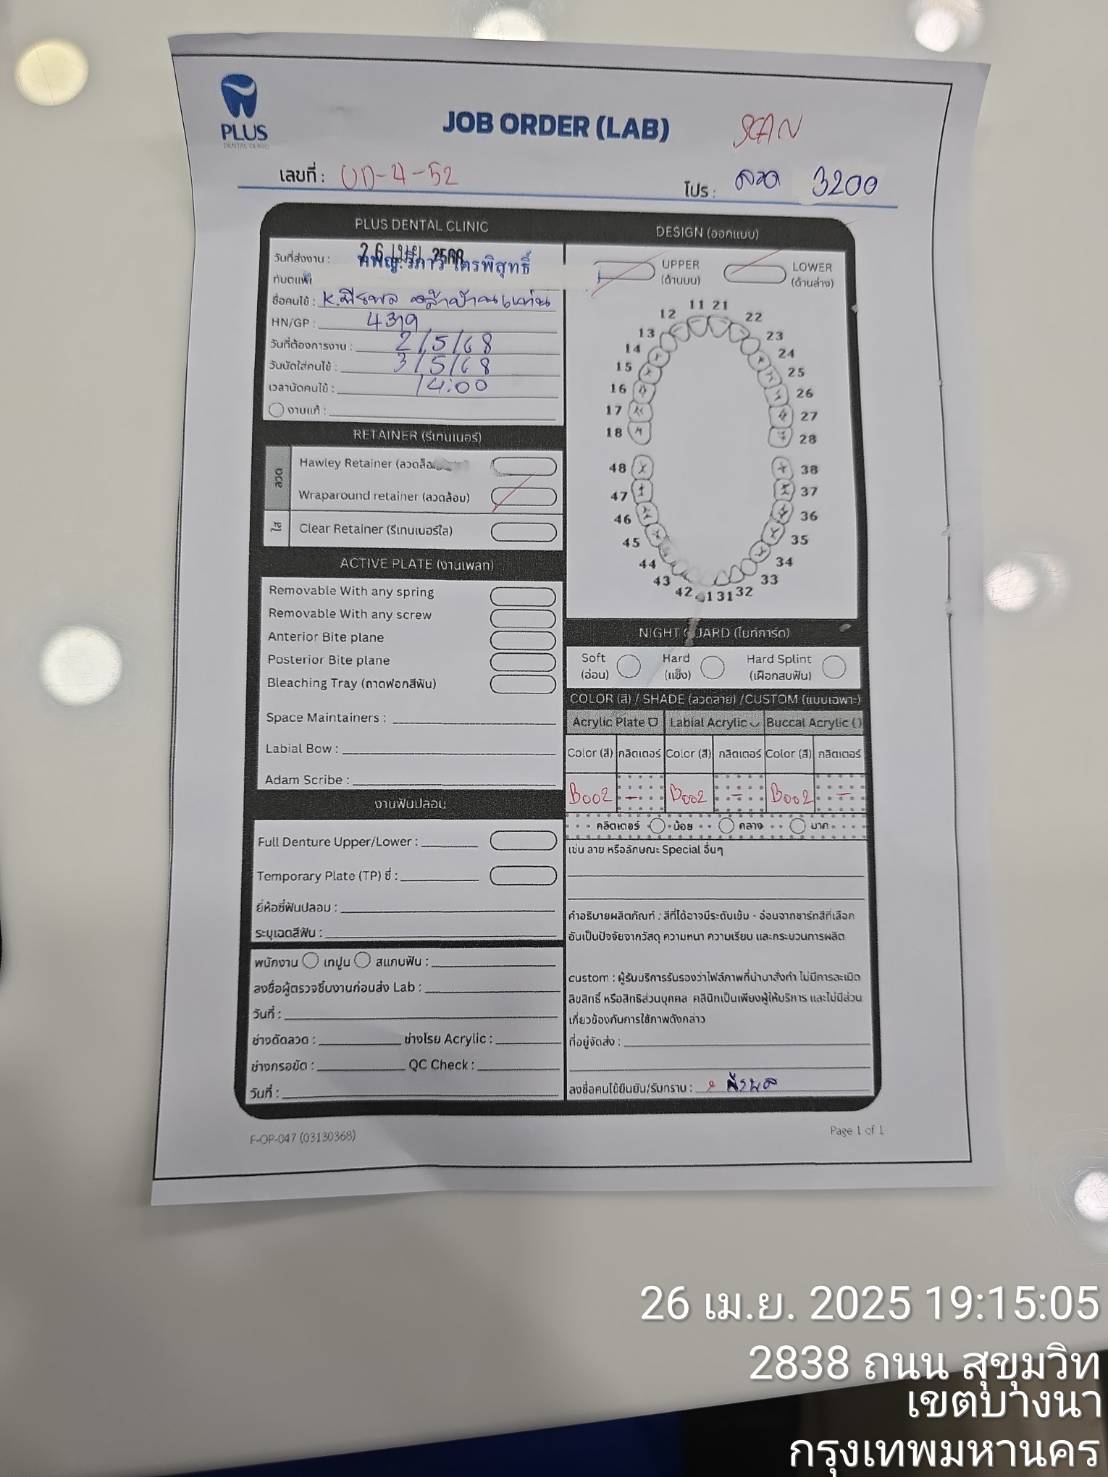 PLUS
DENTAL CLINIC
JOB ORDER (LAB)
SCAN
เลขที่ : UD-4-52
โปร : ลวด 3200
PLUS DENTAL CLINIC
วันที่ส่งงาน : 26 เม.ย. 2568
ทันตแพทย์ ทพญ.วิภาวี ไตรพิสุทธิ์
ชื่อคนไข้ : K.พีรพล
HN/GP : 4319
วันที่ต้องการงาน : 2/5/68
วันนัดใส่คนไข้ : 3/5/68
เวลานัดคนไข้ : 14:00
งานแก้ :
RETAINER (รีเทนเนอร์)
ลวด
Hawley Retainer
Wraparound retainer (ลวดล้อม)
ใส
Clear Retainer (รีเทนเนอร์ใส)
ACTIVE PLATE (งานเพลท)
Removable With any spring
Removable With any screw
Anterior Bite plane
Posterior Bite plane
Bleaching Tray (ถาดฟอกสีฟัน)
Space Maintainers :
Labial Bow :
Adam Scribe :
งานฟันปลอม
Full Denture Upper/Lower :
Temporary Plate (TP) ซี่ :
ยี่ห้อซี่ฟันปลอม :
ระบุเฉดสีฟัน :
พิมพ์งาน เทปูน สแกนฟัน :
ลงชื่อผู้ตรวจชิ้นงานก่อนส่ง Lab :
วันที่ :
ช่างดัดลวด : ช่างโรย Acrylic :
ช่างกรอขัด : QC Check :
วันที่ :
DESIGN (ออกแบบ)
UPPER
(ด้านบน)
LOWER
(ด้านล่าง)
11 21
12 22
13 23
14 24
15 25
16 26
17 27
18 28
48 38
47 37
46 36
45 35
44 34
43 33
42 41 31 32
NIGHT GUARD (ไนท์การ์ด)
Soft
(อ่อน)
Hard
(แข็ง)
Hard Splint
(เฝือกสบฟัน)
COLOR (สี) / SHADE (ลวดลาย) /CUSTOM (แบบเฉพาะ)
Acrylic Plate Labial Acrylic Buccal Acrylic ()
Color (สี) กลิตเตอร์ Color (สี) กลิตเตอร์ Color (สี) กลิตเตอร์
B002 - B002 - B002 -
กลิตเตอร์ น้อย กลาง มาก
เช่น ลาย หรือลักษณะ Special อื่นๆ
คำอธิบายผลิตภัณฑ์ : สีที่ได้อาจมีระดับเข้ม - อ่อนจากชาร์ทสีที่เลือก
อันเป็นปัจจัยจากวัสดุ ความหนา ความเรียบ และกระบวนการผลิต
custom : ผู้รับบริการรับรองว่าไฟล์ภาพที่นำมาสั่งทำ ไม่มีการละเมิด
ลิขสิทธิ์ หรือสิทธิส่วนบุคคล คลินิกเป็นเพียงผู้ให้บริการ และไม่มีส่วน
เกี่ยวข้องกับการใช้ภาพดังกล่าว
ที่อยู่จัดส่ง :
ลงชื่อคนไข้ยืนยัน/รับทราบ : พีรพล
F-OP-047 (03130368)
Page 1 of 1
26 เม.ย. 2025 19:15:05
2838 ถนน สุขุมวิท
เขตบางนา
กรุงเทพมหานคร